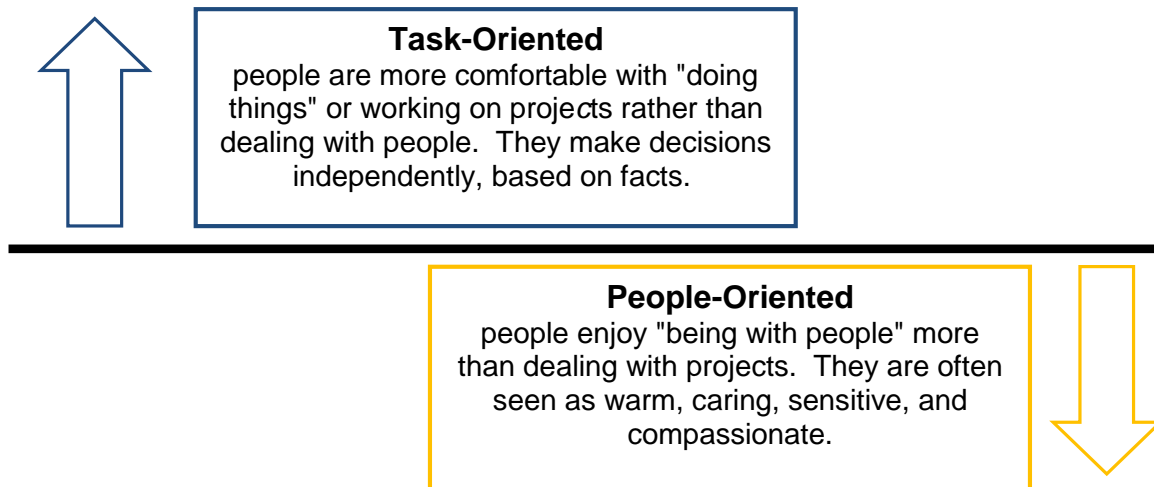 Task-Oriented
people are more comfortable with "doing
things" or working on projects rather than
dealing with people.  They make decisions
independently, based on facts.
People-Oriented
people enjoy "being with people" more
than dealing with projects.  They are often
seen as warm, caring, sensitive, and
compassionate.